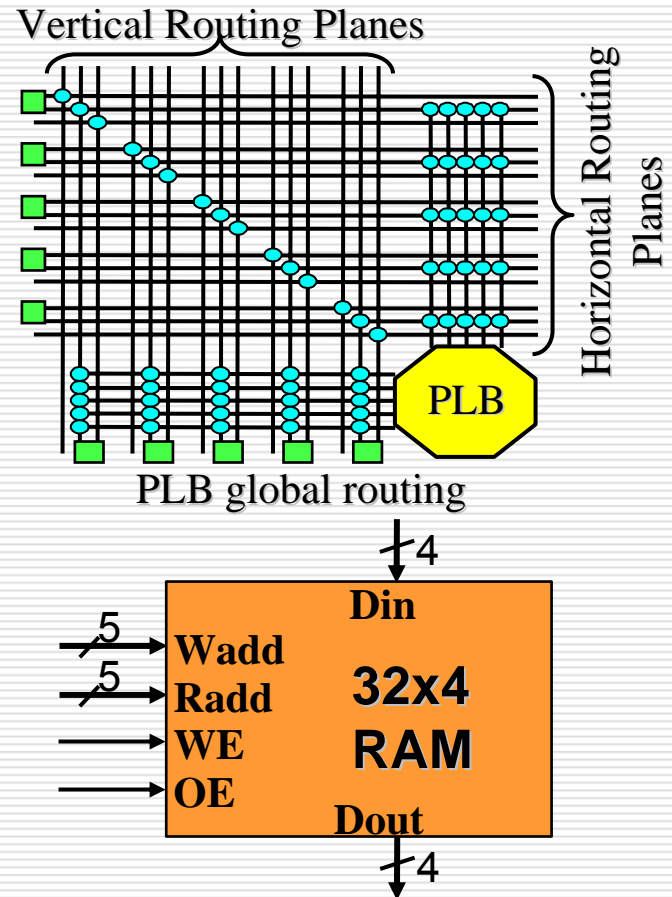 Vertical Routing Planes
Horizontal Routing
Planes
PLB
PLB global routing
4
Din
5
Wadd
5
Radd
WE
OE
32x4
RAM
Dout
4